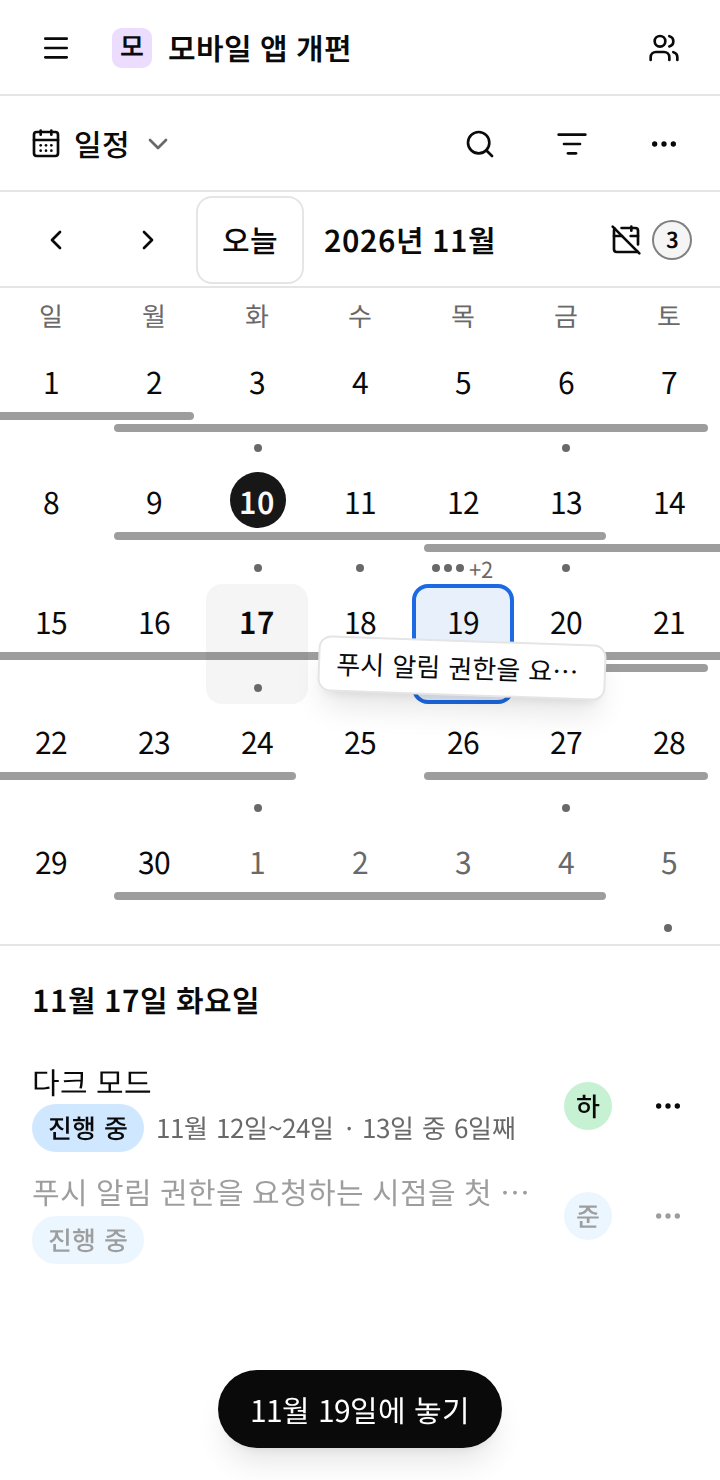 모 모바일 앱 개편
일정
오늘 2026년 11월 3
일 월 화 수 목 금 토
1 2 3 4 5 6 7
8 9 10 11 12 13 14
+2
15 16 17 18 19 20 21
푸시 알림 권한을 요…
22 23 24 25 26 27 28
29 30 1 2 3 4 5
11월 17일 화요일
다크 모드
하
진행 중 11월 12일~24일 · 13일 중 6일째
푸시 알림 권한을 요청하는 시점을 첫 …
준
진행 중
11월 19일에 놓기